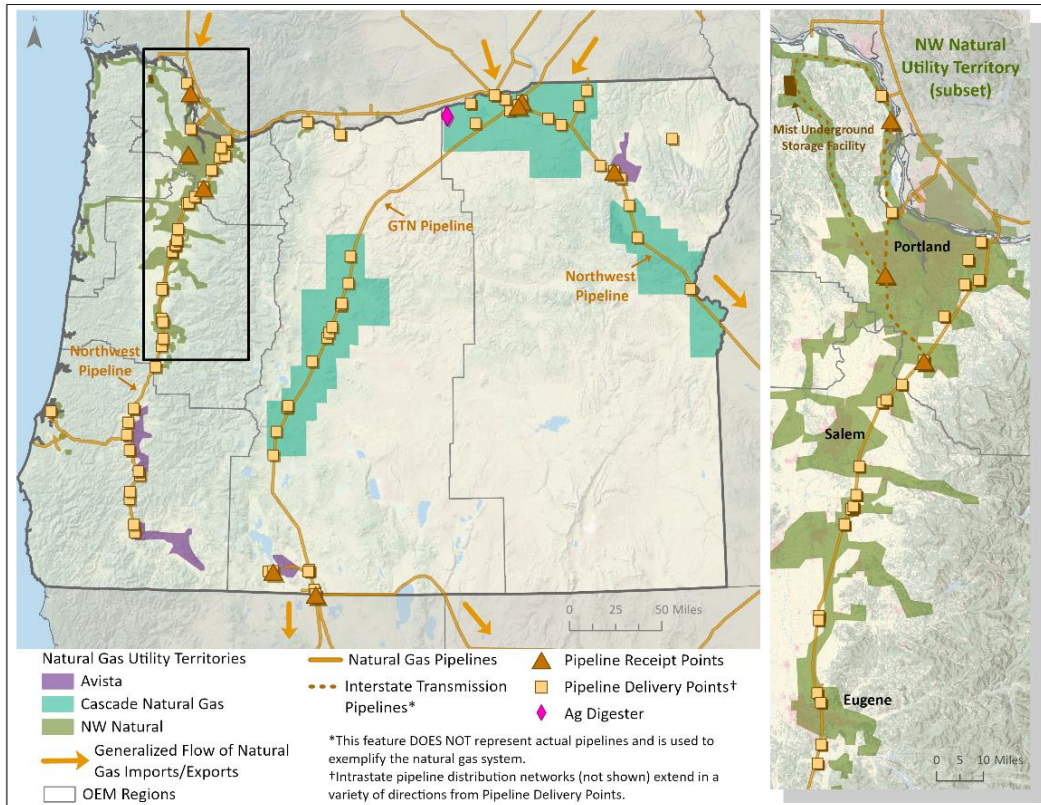 NW Natural
Utility Territory
(subset)
Mist Underground
Storage Facility
Portland
Salem
Eugene
0 5 10 Miles
GTN Pipeline
Northwest
Pipeline
Northwest
Pipeline
0 25 50 Miles
Natural Gas Utility Territories
Avista
Cascade Natural Gas
NW Natural
Generalized Flow of Natural
Gas Imports/Exports
OEM Regions
Natural Gas Pipelines
Interstate Transmission
Pipelines*
Pipeline Receipt Points
Pipeline Delivery Points†
Ag Digester
*This feature DOES NOT represent actual pipelines and is used to
exemplify the natural gas system.
†Intrastate pipeline distribution networks (not shown) extend in a
variety of directions from Pipeline Delivery Points.